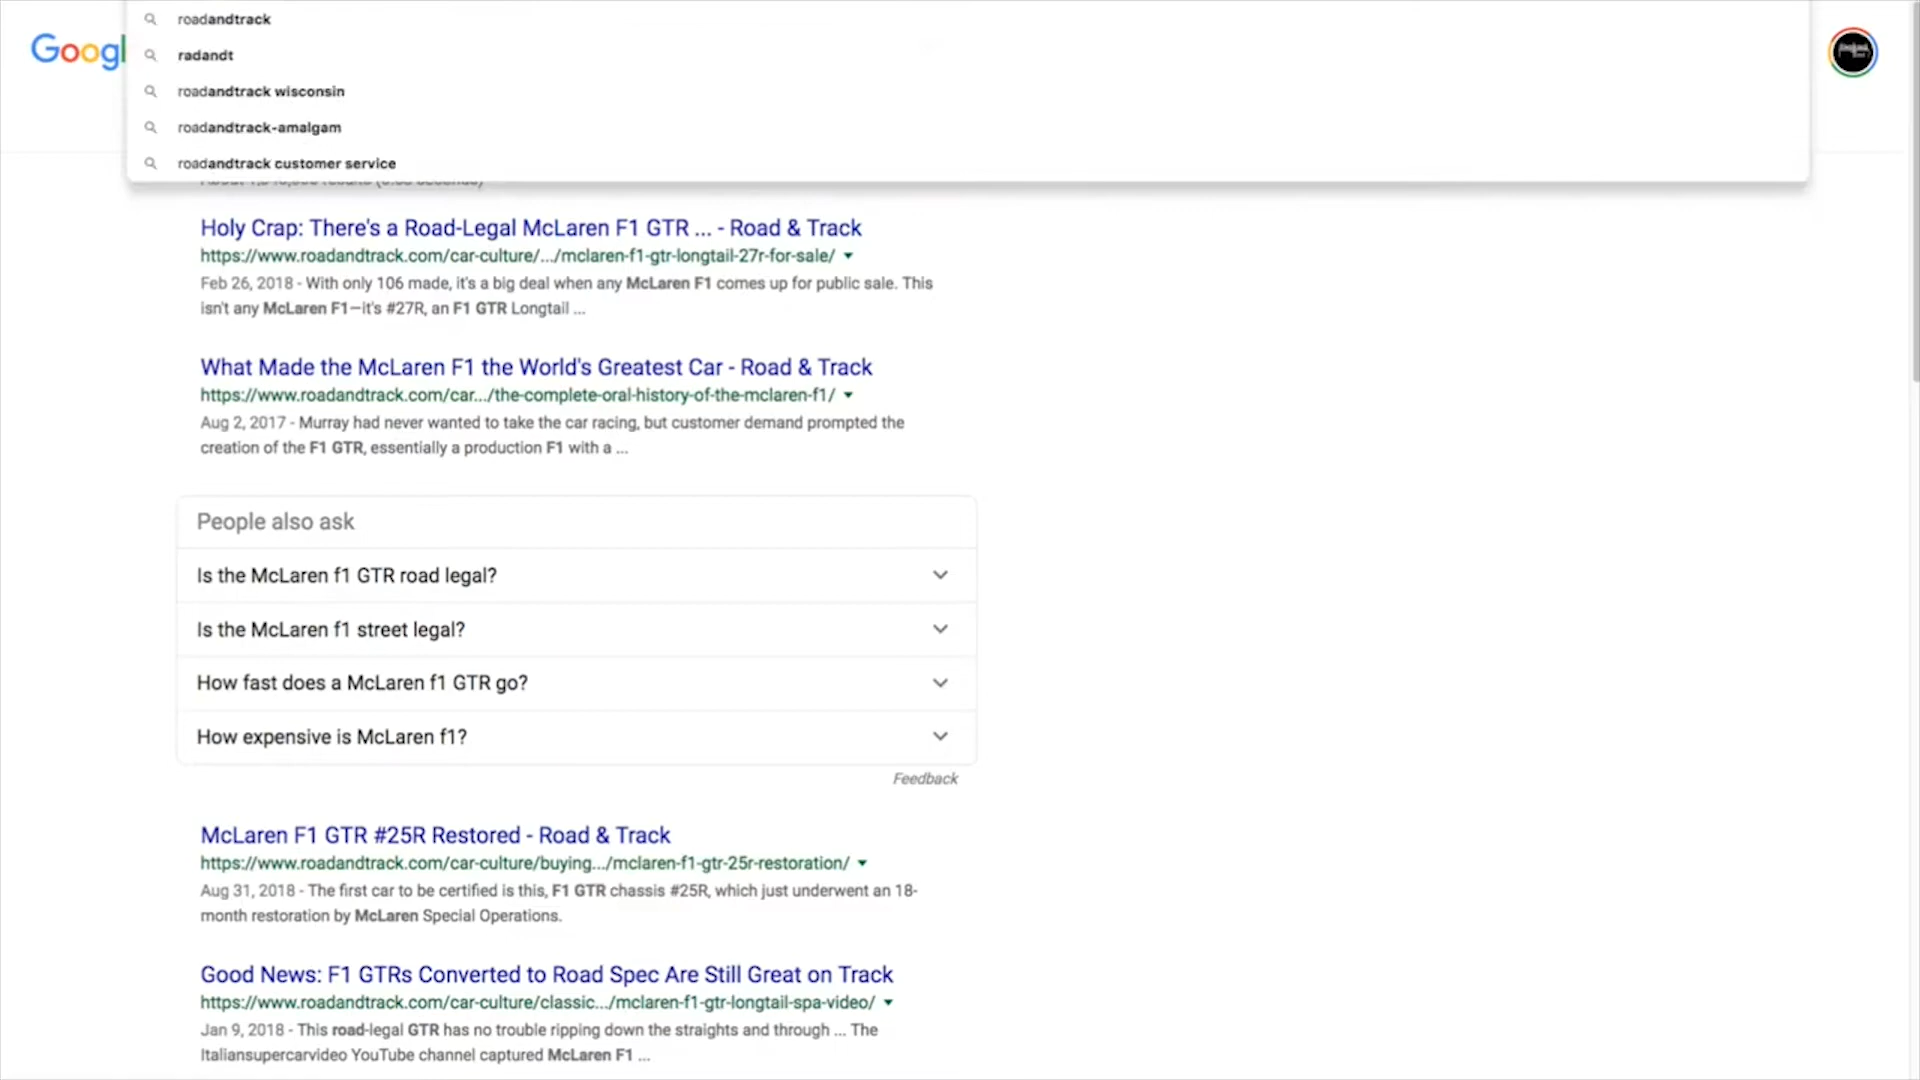 roadandtrack
Googl
radandt
roadandtrack wisconsin
roadandtrack-amalgam
roadandtrack customer service
Holy Crap: There's a Road-Legal McLaren F1 GTR ... - Road & Track
https://www.roadandtrack.com/car-culture/.../mclaren-f1-gtr-longtail-27r-for-sale/
Feb 26, 2018 - With only 106 made, it's a big deal when any McLaren F1 comes up for public sale. This
isn't any McLaren F1—it's #27R, an F1 GTR Longtail ...
What Made the McLaren F1 the World's Greatest Car - Road & Track
https://www.roadandtrack.com/car.../the-complete-oral-history-of-the-mclaren-f1/
Aug 2, 2017 - Murray had never wanted to take the car racing, but customer demand prompted the
creation of the F1 GTR, essentially a production F1 with a ...
People also ask
Is the McLaren f1 GTR road legal?
Is the McLaren f1 street legal?
How fast does a McLaren f1 GTR go?
How expensive is McLaren f1?
Feedback
McLaren F1 GTR #25R Restored - Road & Track
https://www.roadandtrack.com/car-culture/buying.../mclaren-f1-gtr-25r-restoration/
Aug 31, 2018 - The first car to be certified is this, F1 GTR chassis #25R, which just underwent an 18-
month restoration by McLaren Special Operations.
Good News: F1 GTRs Converted to Road Spec Are Still Great on Track
https://www.roadandtrack.com/car-culture/classic.../mclaren-f1-gtr-longtail-spa-video/
Jan 9, 2018 - This road-legal GTR has no trouble ripping down the straights and through ... The
Italiansupercarvideo YouTube channel captured McLaren F1 ...